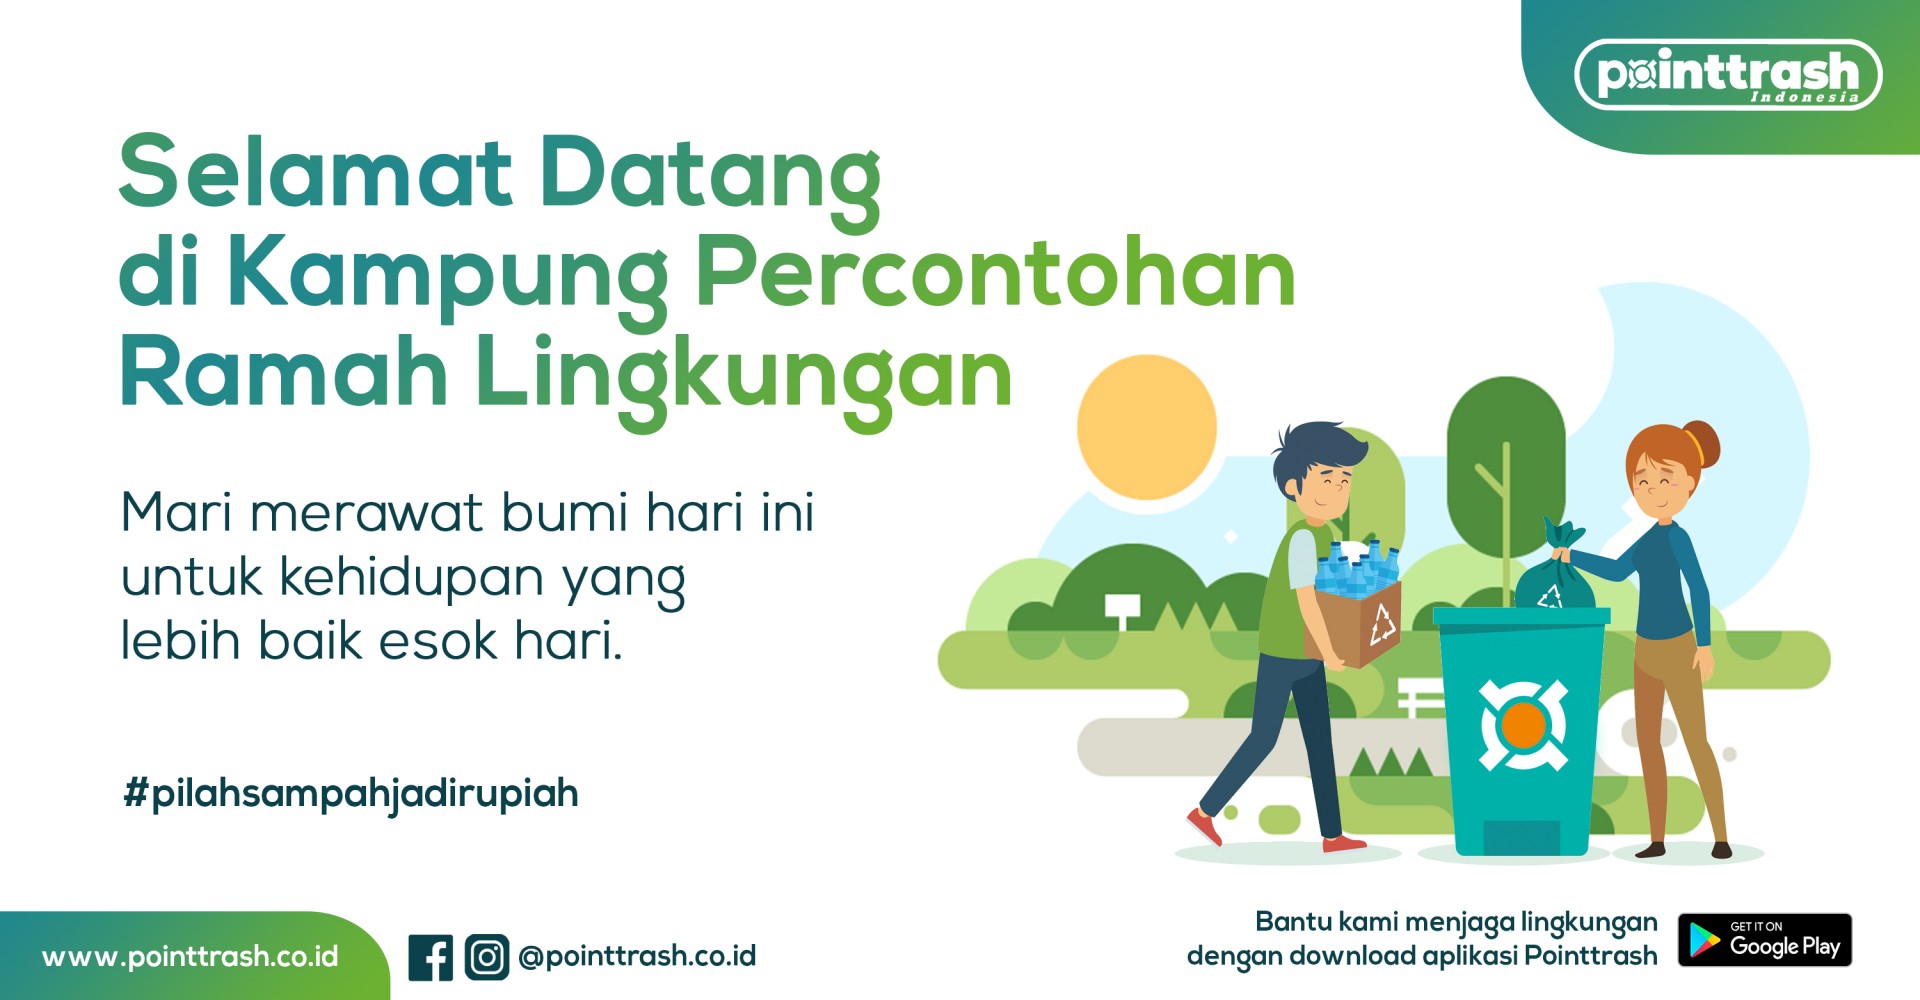 pointtrash
Indonesia
Selamat Datang
di Kampung Percontohan
Ramah Lingkungan
Mari merawat bumi hari ini
untuk kehidupan yang
lebih baik esok hari.
#pilahsampahjadirupiah
www.pointtrash.co.id
@pointtrash.co.id
Bantu kami menjaga lingkungan
dengan download aplikasi Pointtrash
GET IT ON
Google Play